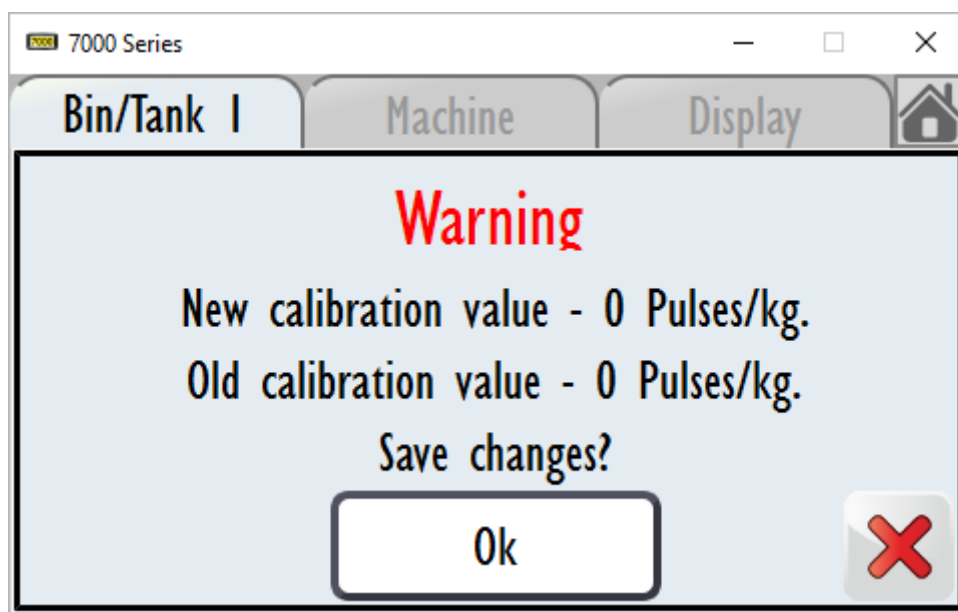 7000 7000 Series
Bin/Tank 1 Machine Display
Warning
New calibration value - 0 Pulses/kg.
Old calibration value - 0 Pulses/kg.
Save changes?
Ok